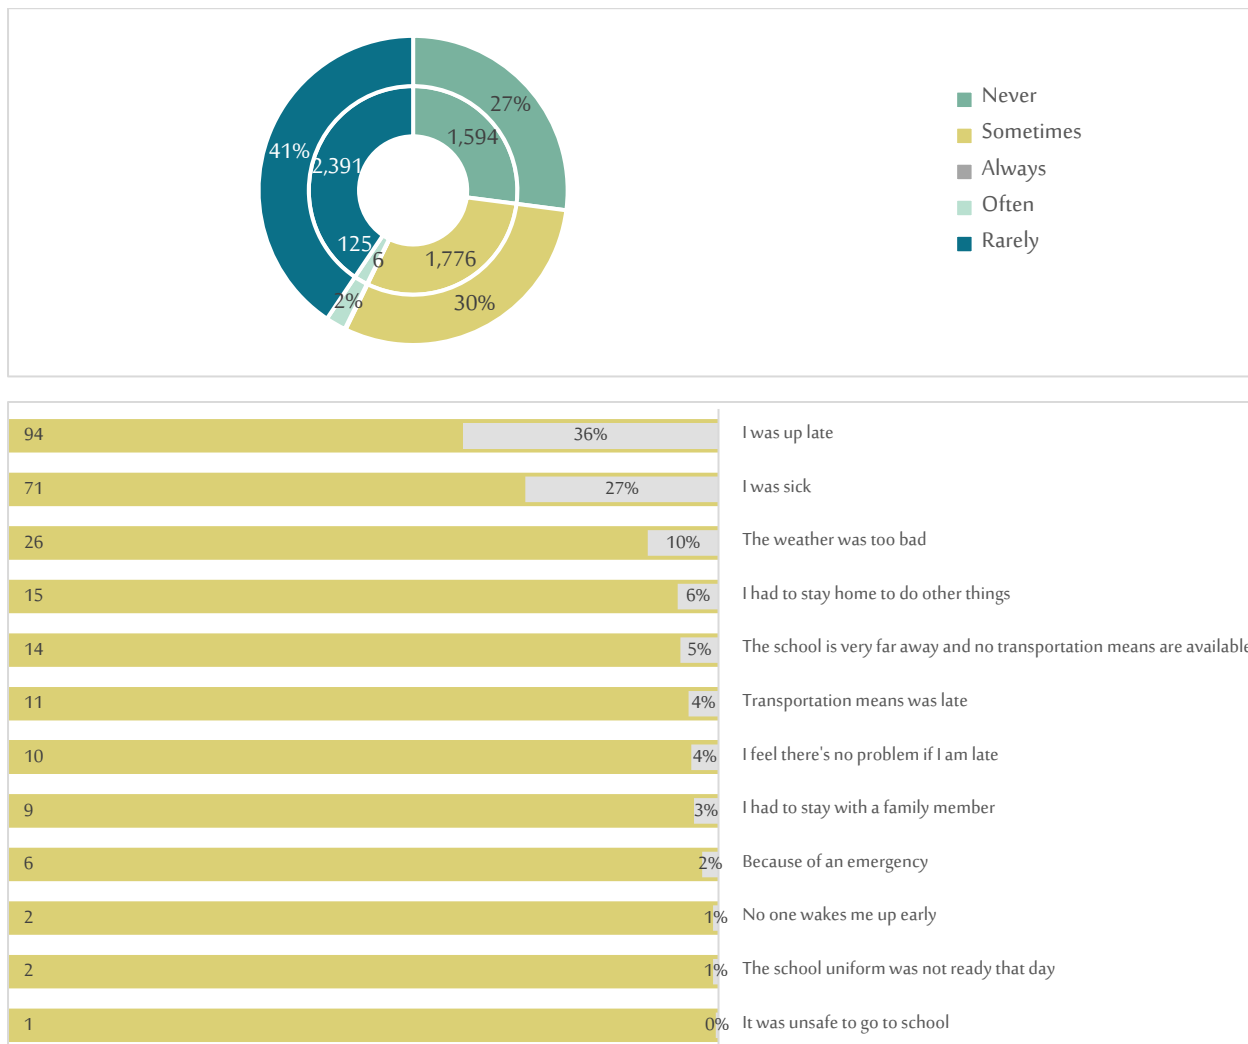 27%
1,594
41%
2,391
125
6
1,776
2%
30%
Never
Sometimes
Always
Often
Rarely
94 36% I was up late
71 27% I was sick
26 10% The weather was too bad
15 6% I had to stay home to do other things
14 5% The school is very far away and no transportation means are available
11 4% Transportation means was late
10 4% I feel there's no problem if I am late
9 3% I had to stay with a family member
6 2% Because of an emergency
2 1% No one wakes me up early
2 1% The school uniform was not ready that day
1 0% It was unsafe to go to school